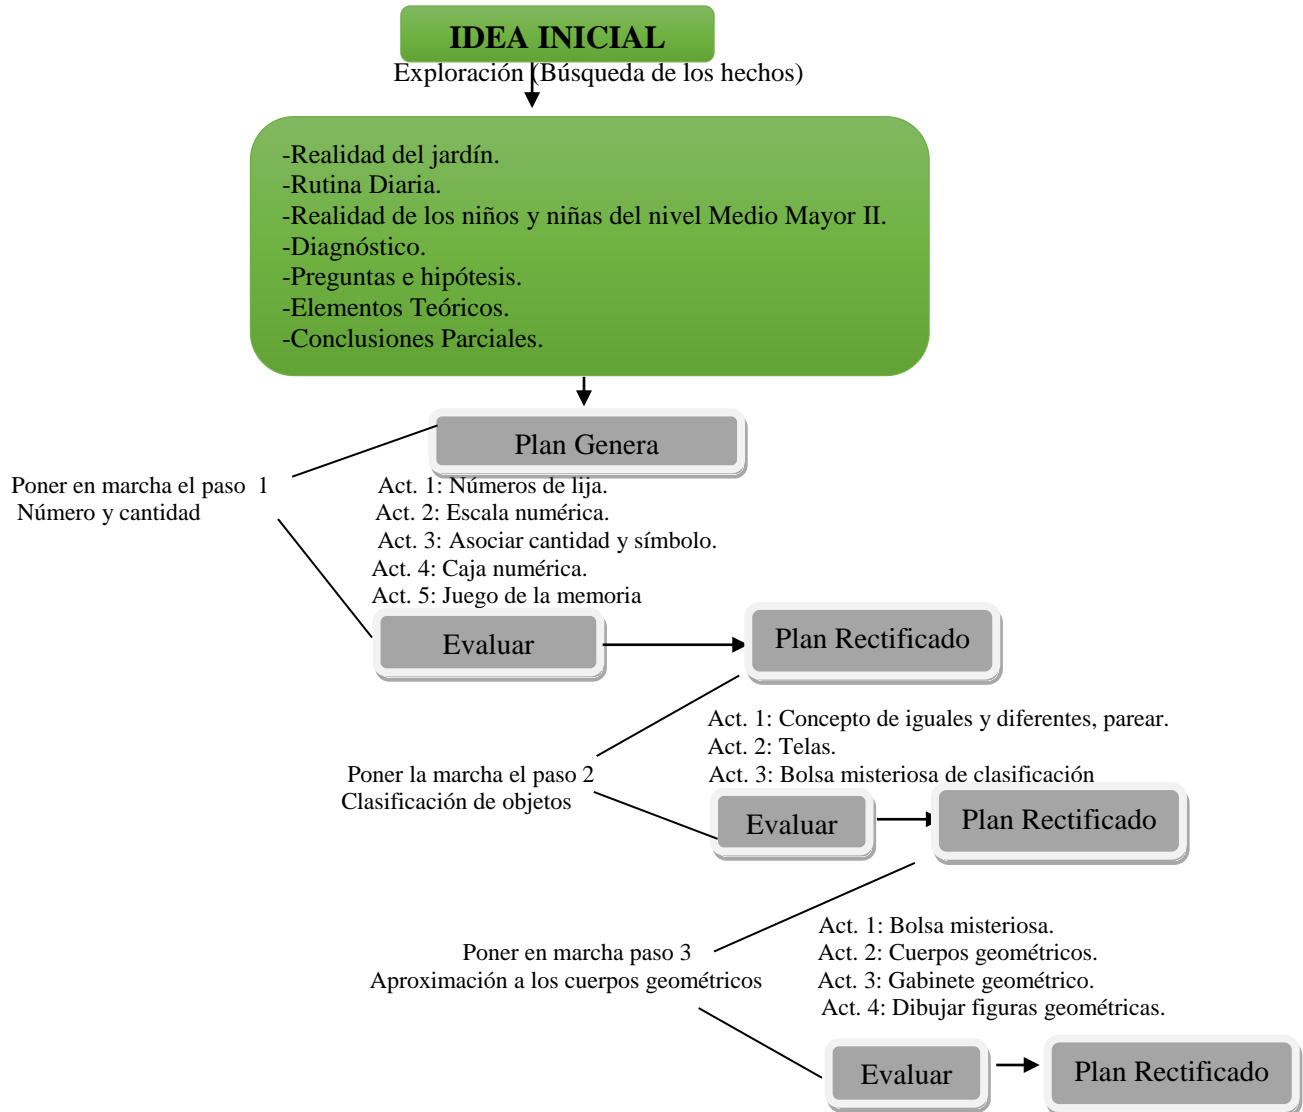 IDEA INICIAL
Exploración (Búsqueda de los hechos)
-Realidad del jardín.
-Rutina Diaria.
-Realidad de los niños y niñas del nivel Medio Mayor II.
-Diagnóstico.
-Preguntas e hipótesis.
-Elementos Teóricos.
-Conclusiones Parciales.
Plan Genera
Poner en marcha el paso 1
Número y cantidad
Act. 1: Números de lija.
Act. 2: Escala numérica.
Act. 3: Asociar cantidad y símbolo.
Act. 4: Caja numérica.
Act. 5: Juego de la memoria
Evaluar
Plan Rectificado
Poner la marcha el paso 2
Clasificación de objetos
Act. 1: Concepto de iguales y diferentes, parear.
Act. 2: Telas.
Act. 3: Bolsa misteriosa de clasificación
Evaluar
Plan Rectificado
Poner en marcha paso 3
Aproximación a los cuerpos geométricos
Act. 1: Bolsa misteriosa.
Act. 2: Cuerpos geométricos.
Act. 3: Gabinete geométrico.
Act. 4: Dibujar figuras geométricas.
Evaluar
Plan Rectificado